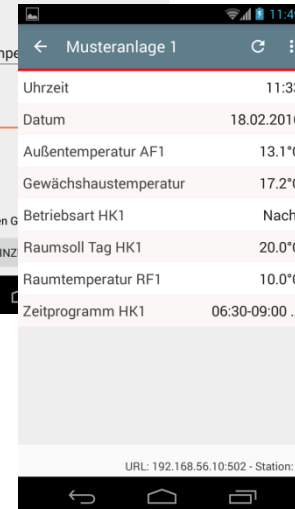 11:4
Musteranlage 1
Uhrzeit 11:33
Datum 18.02.2010
Außentemperatur AF1 13.1°C
Gewächshaustemperatur 17.2°C
Betriebsart HK1 Nach
Raumsoll Tag HK1 20.0°C
Raumtemperatur RF1 10.0°C
Zeitprogramm HK1 06:30-09:00 ..
URL: 192.168.56.10:502 - Station: